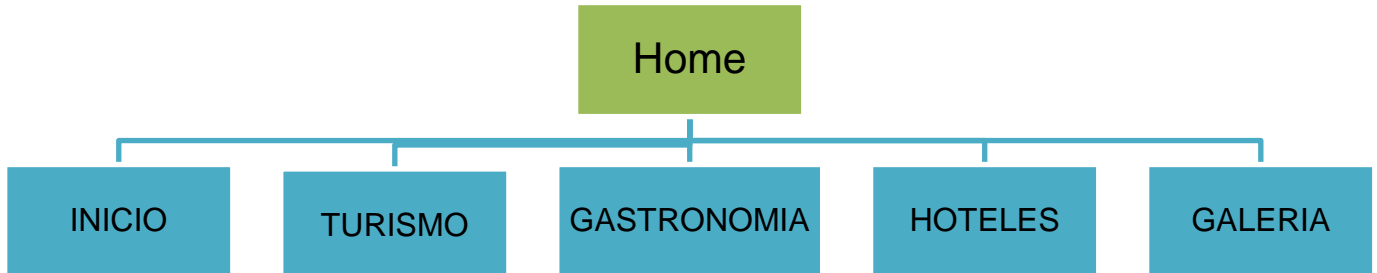 Home
INICIO
TURISMO
GASTRONOMIA
HOTELES
GALERIA